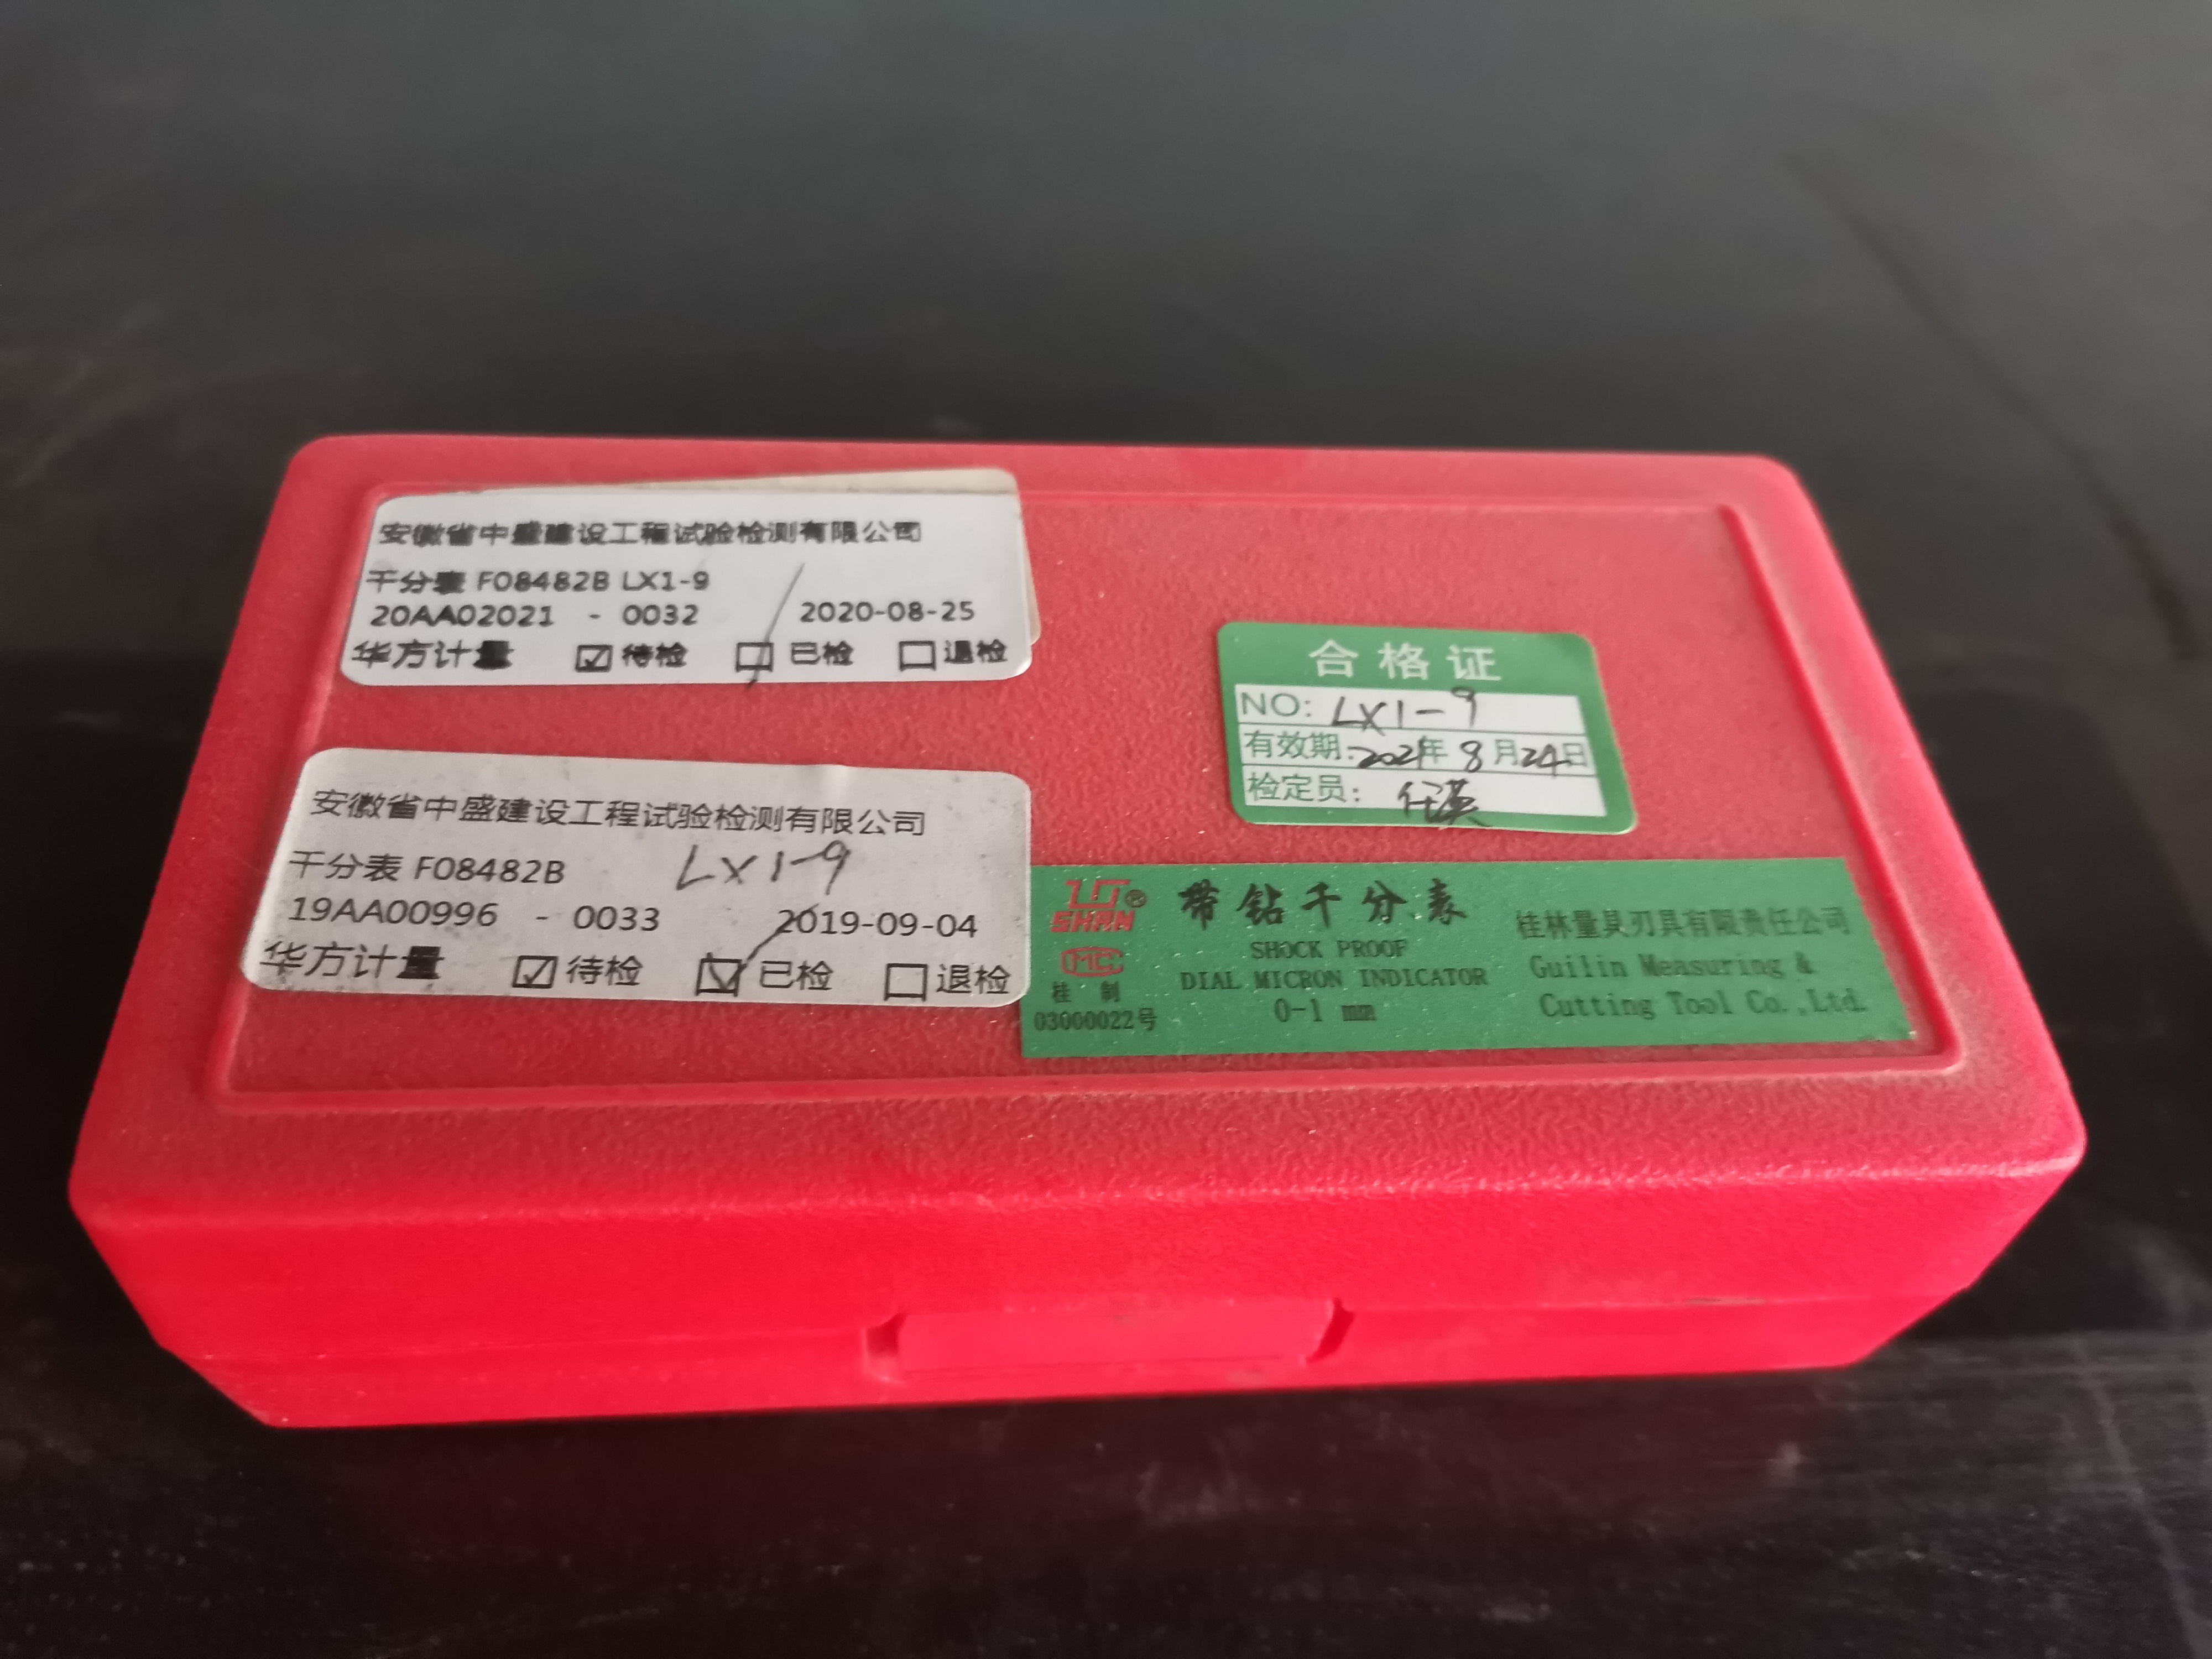 安徽省中盛建设工程试验检测有限公司
千分表 F08482B LX1-9
20AA02021 - 0032 2020-08-25
华方计量 ☑待检 ☐已检 ☐退检
安徽省中盛建设工程试验检测有限公司
千分表 F08482B LX1-9
19AA00996 - 0033 2019-09-04
华方计量 ☑待检 ☑已检 ☐退检
合格证
NO: LX1-9
有效期:2021年8月24日
检定员: 任英
SHAN®
MC
桂 制
03000022号
带钻千分表
SHOCK PROOF
DIAL MICRON INDICATOR
0-1 mm
桂林量具刃具有限责任公司
Guilin Measuring &
Cutting Tool Co.,Ltd.